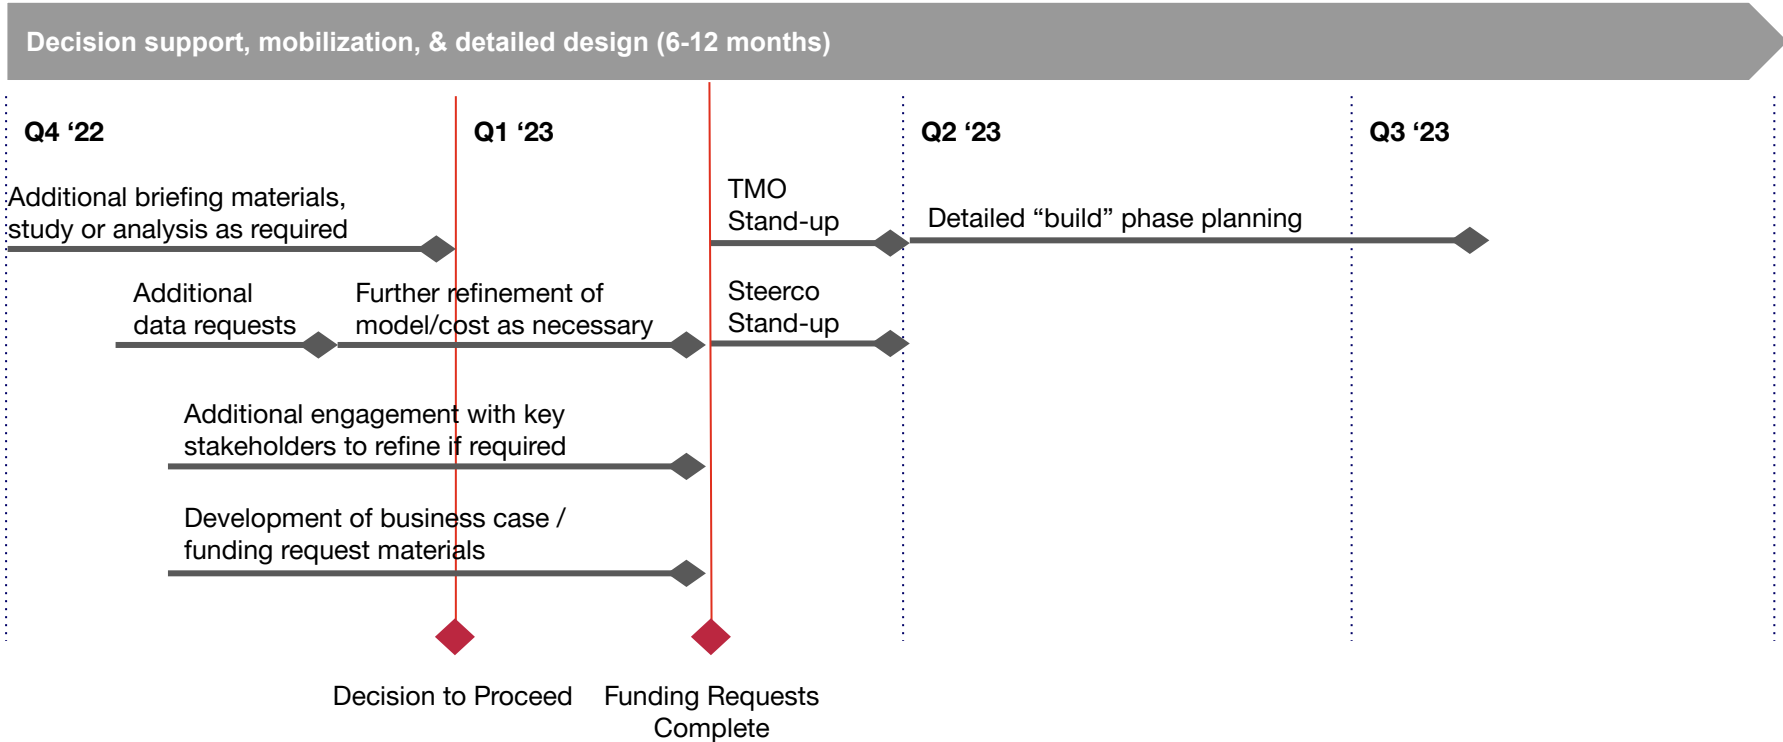 Decision support, mobilization, & detailed design (6-12 months)
Q4 ‘22
Q1 ‘23
Q2 ‘23
Q3 ‘23
Additional briefing materials,
study or analysis as required
TMO
Stand-up
Detailed “build” phase planning
Additional
data requests
Further refinement of
model/cost as necessary
Steerco
Stand-up
Additional engagement with key
stakeholders to refine if required
Development of business case /
funding request materials
Decision to Proceed
Funding Requests
Complete